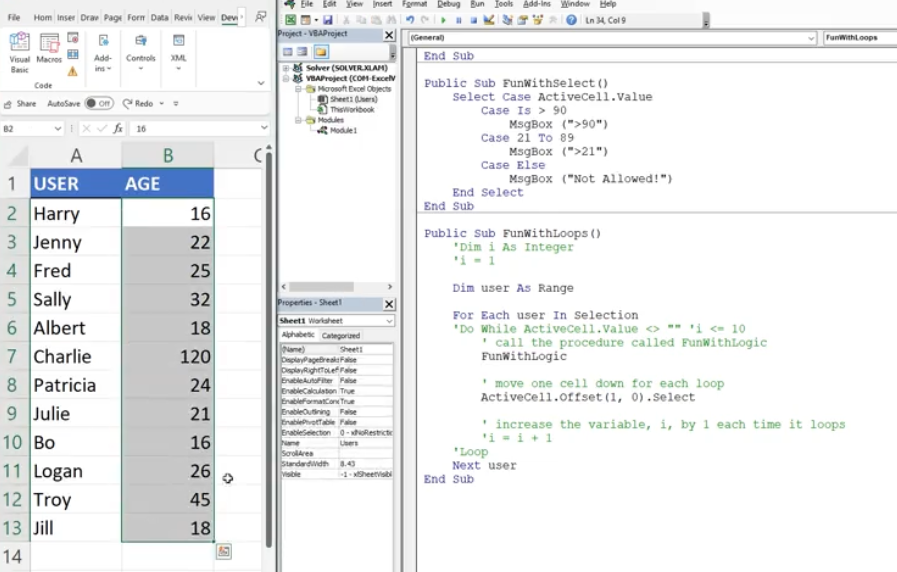 File Hom Inser Draw Page Form Data Revi View Deve
Visual Basic
Macros
Add-ins
Controls
XML
Code
Share AutoSave Off Redo
B2 fx 16
A B C
1 USER AGE
2 Harry 16
3 Jenny 22
4 Fred 25
5 Sally 32
6 Albert 18
7 Charlie 120
8 Patricia 24
9 Julie 21
10 Bo 16
11 Logan 26
12 Troy 45
13 Jill 18
14
File Edit View Insert Format Debug Run Tools Add-Ins Window Help
Ln 34, Col 9
Project - VBAProject
Solver (SOLVER.XLAM)
VBAProject (COM-ExcelV
Microsoft Excel Objects
Sheet1 (Users)
ThisWorkbook
Modules
Module1
Properties - Sheet1
Sheet1 Worksheet
Alphabetic Categorized
(Name) Sheet1
DisplayPageBreaks False
DisplayRightToLef False
EnableAutoFilter False
EnableCalculation True
EnableFormatCon True
EnableOutlining False
EnablePivotTable False
EnableSelection 0 - xlNoRestrictio
Name Users
ScrollArea
StandardWidth 8.43
Visible -1 - xlSheetVisibl
(General) FunWithLoops
End Sub
Public Sub FunWithSelect()
Select Case ActiveCell.Value
Case Is > 90
MsgBox (">90")
Case 21 To 89
MsgBox (">21")
Case Else
MsgBox ("Not Allowed!")
End Select
End Sub
Public Sub FunWithLoops()
'Dim i As Integer
'i = 1
Dim user As Range
For Each user In Selection
'Do While ActiveCell.Value <> "" 'i <= 10
' call the procedure called FunWithLogic
FunWithLogic
' move one cell down for each loop
ActiveCell.Offset(1, 0).Select
' increase the variable, i, by 1 each time it loops
'i = i + 1
'Loop
Next user
End Sub